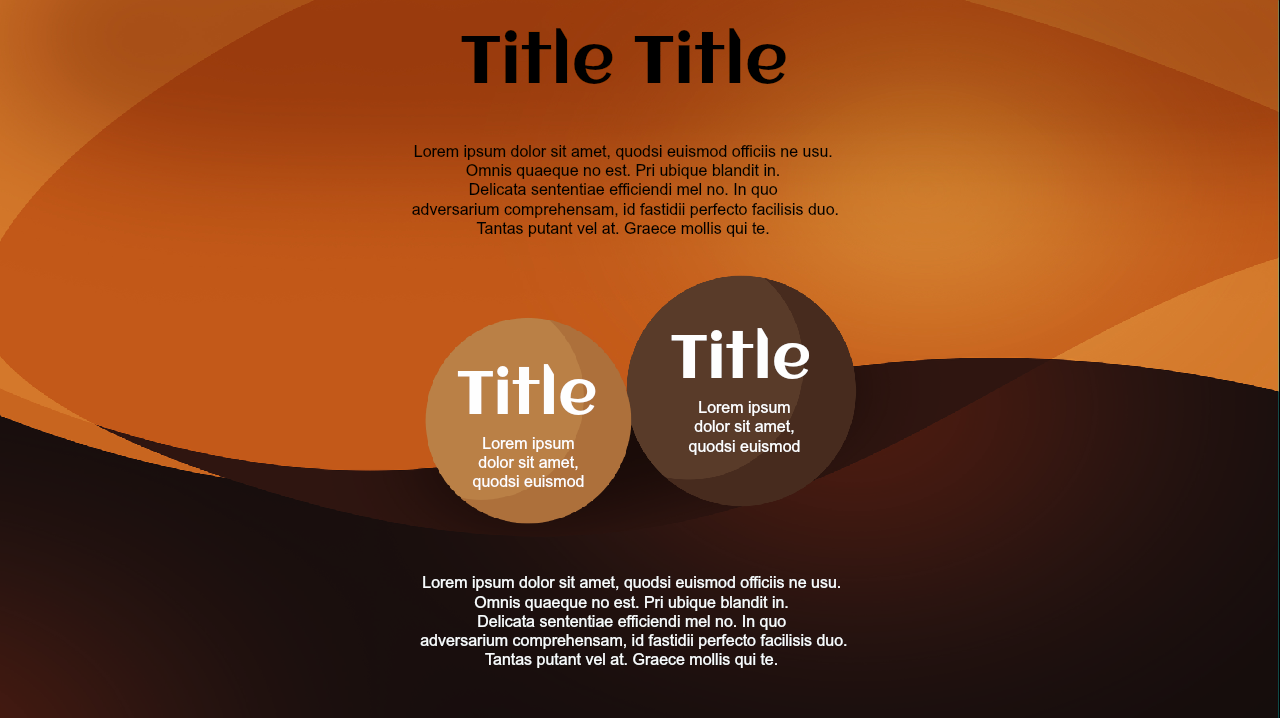 Title Title
Lorem ipsum dolor sit amet, quodsi euismod officiis ne usu.
Omnis quaeque no est. Pri ubique blandit in.
Delicata sententiae efficiendi mel no. In quo
adversarium comprehensam, id fastidii perfecto facilisis duo.
Tantas putant vel at. Graece mollis qui te.
Title
Lorem ipsum
dolor sit amet,
quodsi euismod
Title
Lorem ipsum
dolor sit amet,
quodsi euismod
Lorem ipsum dolor sit amet, quodsi euismod officiis ne usu.
Omnis quaeque no est. Pri ubique blandit in.
Delicata sententiae efficiendi mel no. In quo
adversarium comprehensam, id fastidii perfecto facilisis duo.
Tantas putant vel at. Graece mollis qui te.